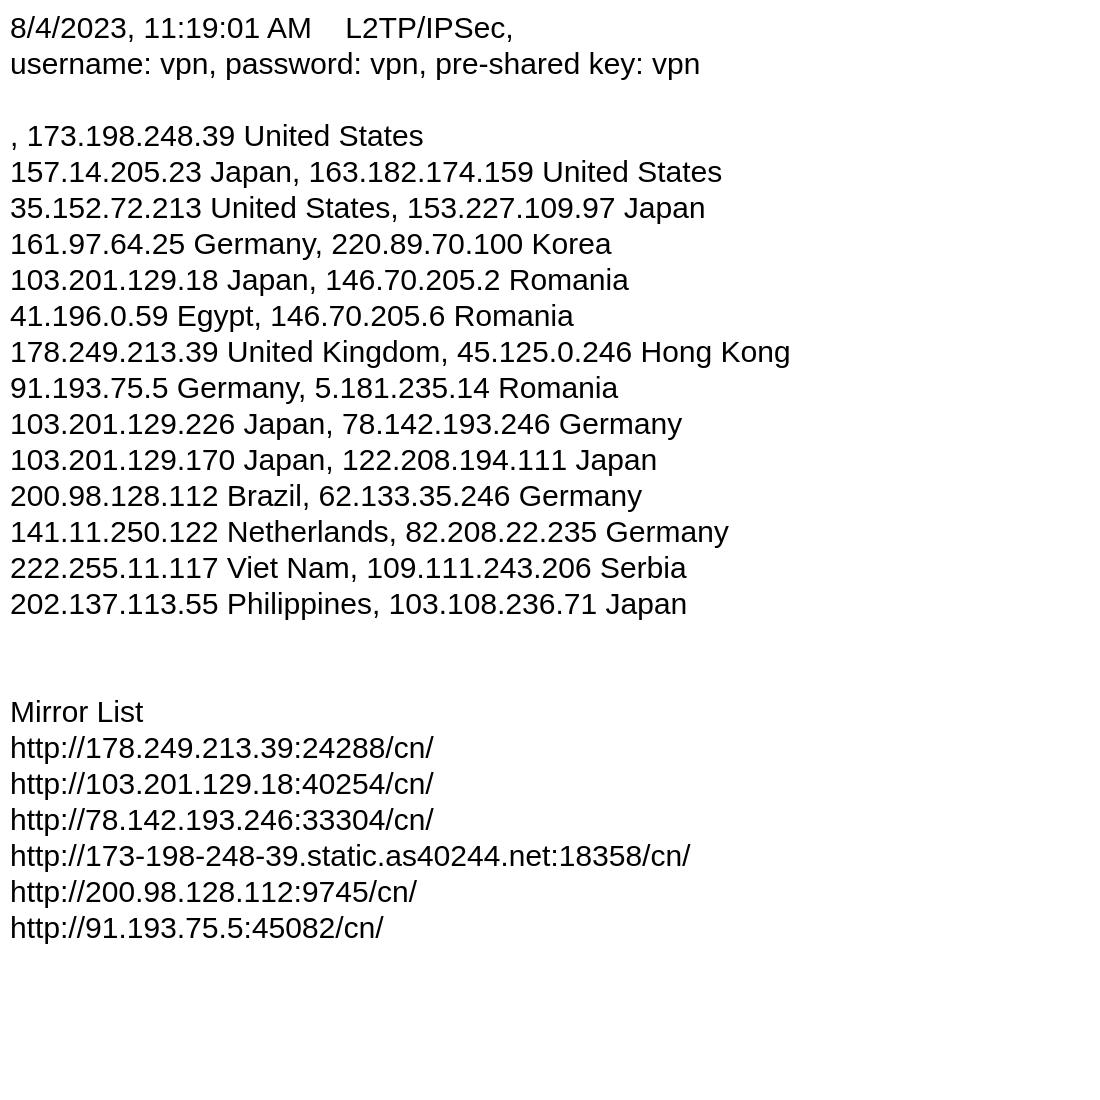 8/4/2023, 11:19:01 AM    L2TP/IPSec,
username: vpn, password: vpn, pre-shared key: vpn
, 173.198.248.39 United States
157.14.205.23 Japan, 163.182.174.159 United States
35.152.72.213 United States, 153.227.109.97 Japan
161.97.64.25 Germany, 220.89.70.100 Korea
103.201.129.18 Japan, 146.70.205.2 Romania
41.196.0.59 Egypt, 146.70.205.6 Romania
178.249.213.39 United Kingdom, 45.125.0.246 Hong Kong
91.193.75.5 Germany, 5.181.235.14 Romania
103.201.129.226 Japan, 78.142.193.246 Germany
103.201.129.170 Japan, 122.208.194.111 Japan
200.98.128.112 Brazil, 62.133.35.246 Germany
141.11.250.122 Netherlands, 82.208.22.235 Germany
222.255.11.117 Viet Nam, 109.111.243.206 Serbia
202.137.113.55 Philippines, 103.108.236.71 Japan
Mirror List
http://178.249.213.39:24288/cn/
http://103.201.129.18:40254/cn/
http://78.142.193.246:33304/cn/
http://173-198-248-39.static.as40244.net:18358/cn/
http://200.98.128.112:9745/cn/
http://91.193.75.5:45082/cn/